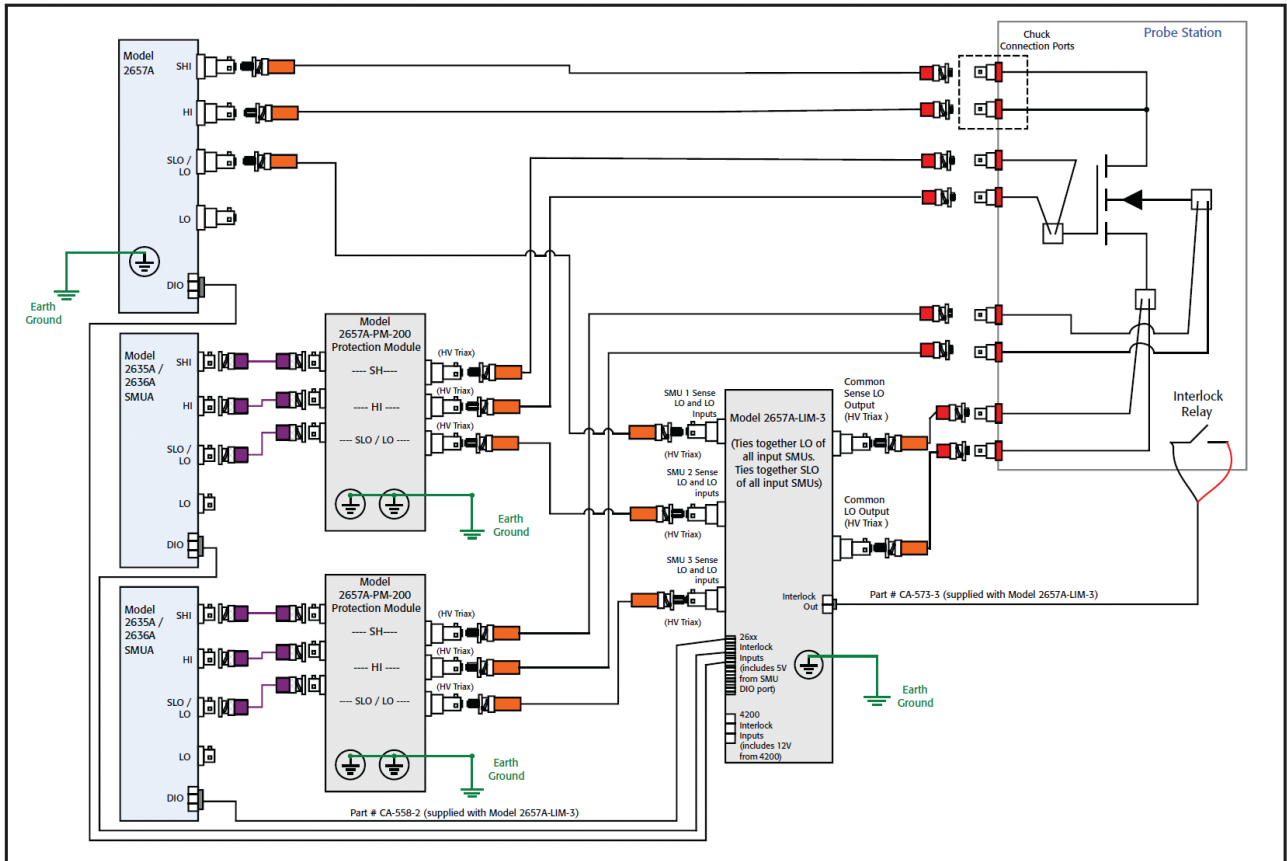 Model
2657A
SHI
HI
SLO /
LO
LO
DIO
Earth
Ground
Model
2635A /
2636A
SMUA
SHI
HI
SLO /
LO
LO
DIO
Model
2635A /
2636A
SMUA
SHI
HI
SLO /
LO
LO
DIO
Model
2657A-PM-200
Protection Module
---- SH----
---- HI ----
---- SLO / LO ----
(HV Triax)
(HV Triax)
(HV Triax)
Earth
Ground
Model
2657A-PM-200
Protection Module
---- SH----
---- HI ----
---- SLO / LO ----
(HV Triax)
(HV Triax)
(HV Triax)
Earth
Ground
Part # CA-558-2 (supplied with Model 2657A-LIM-3)
SMU 1 Sense
LO and LO
Inputs
(HV Triax)
SMU 2 Sense
LO and LO
inputs
(HV Triax)
SMU 3 Sense
LO and LO
inputs
(HV Triax)
Model 2657A-LIM-3
(Ties together LO of
all input SMUs.
Ties together SLO
of all input SMUs)
Interlock
Out
26xx
Interlock
Inputs
(includes 5V
from SMU
DIO port)
4200
Interlock
Inputs
(includes 12V
from 4200)
Common
Sense LO
Output
(HV Triax )
Common
LO Output
(HV Triax )
Part # CA-573-3 (supplied with Model 2657A-LIM-3)
Earth
Ground
Chuck
Connection Ports
Probe Station
Interlock
Relay